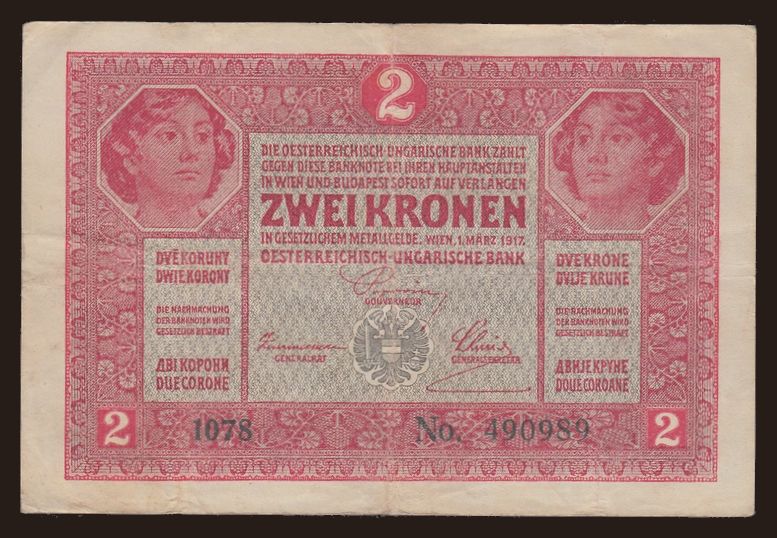 2
DIE OESTERREICHISCH-UNGARISCHE BANK ZAHLT
GEGEN DIESE BANKNOTE BEI IHREN HAUPTANSTALTEN
IN WIEN UND BUDAPEST SOFORT AUF VERLANGEN
ZWEI KRONEN
IN GESETZLICHEM METALLGELDE. WIEN, 1. MÄRZ 1917.
OESTERREICHISCH-UNGARISCHE BANK
GOUVERNEUR
GENERALRAT
GENERALSEKRETÄR
DVĚ KORUNY
DWIE KORONY
DIE NACHMACHUNG
DER BANKNOTEN WIRD
GESETZLICH BESTRAFT
ДВІ КОРОНИ
DUE CORONE
DVE KRONE
DVIJE KRUNE
DIE NACHMACHUNG
DER BANKNOTEN WIRD
GESETZLICH BESTRAFT
ДВИЈЕ КРУНЕ
DOUE COROANE
2
1078
No. 490989
2